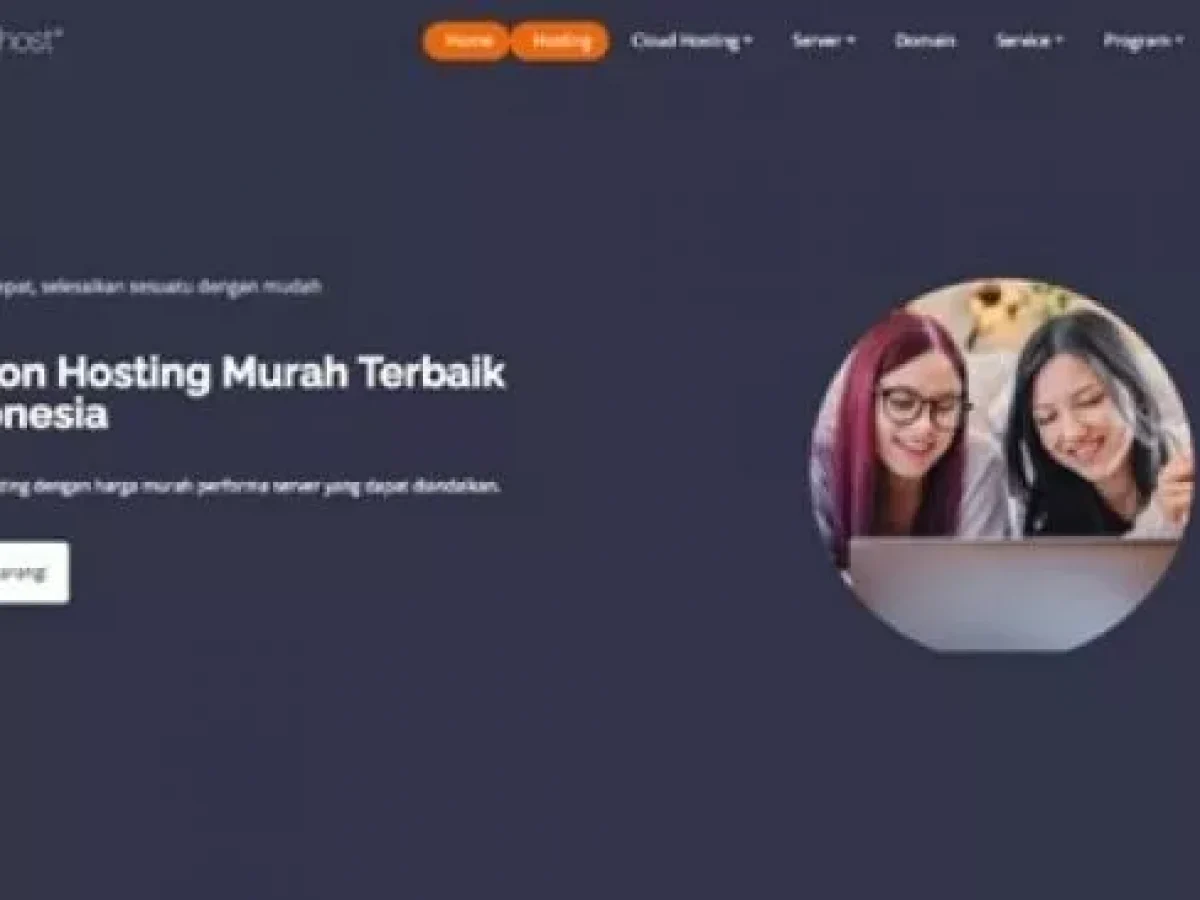 host
Home Hosting Cloud Hosting Server Domain Service Program
epat, selesaikan sesuatu dengan mudah
on Hosting Murah Terbaik
onesia
ting dengan harga murah performa server yang dapat diandalkan.
arang!